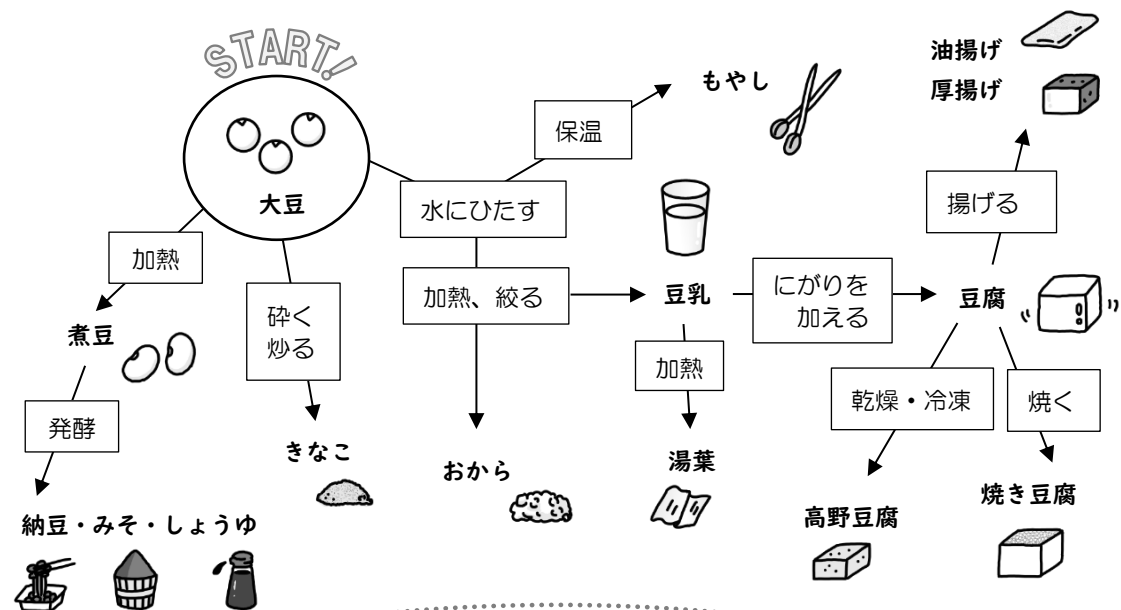 START!
大豆
水にひたす
保温
もやし
油揚げ
厚揚げ
揚げる
加熱
煮豆
発酵
納豆・みそ・しょうゆ
砕く
炒る
きなこ
加熱、絞る
おから
豆乳
加熱
湯葉
にがりを
加える
豆腐
乾燥・冷凍
高野豆腐
焼く
焼き豆腐